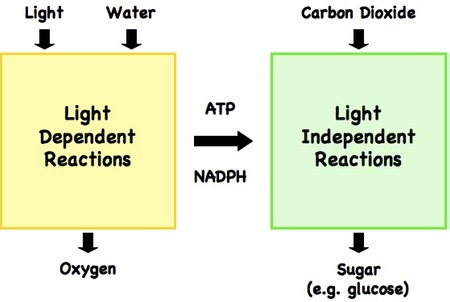 Light
Water
Carbon Dioxide
Light
Dependent
Reactions
ATP
NADPH
Light
Independent
Reactions
Oxygen
Sugar
(e.g. glucose)